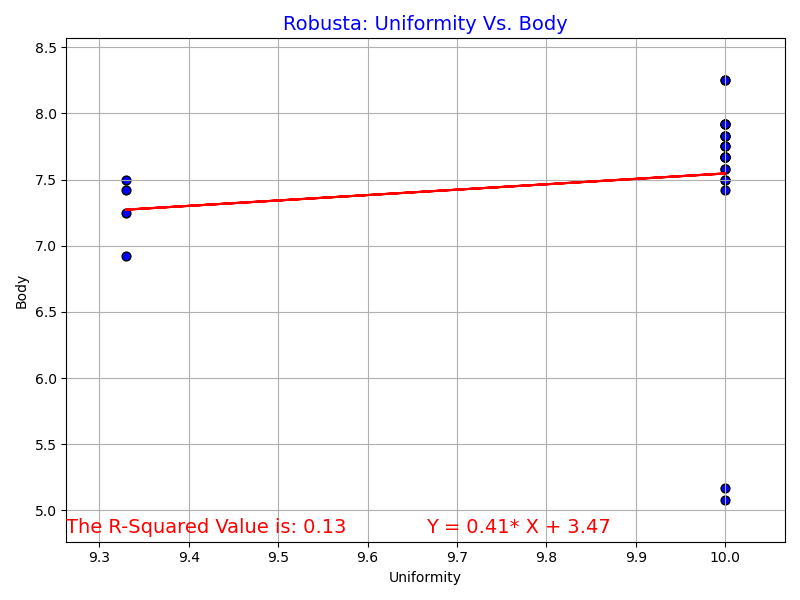 Robusta: Uniformity Vs. Body
8.5
8.0
7.5
7.0
6.5
6.0
5.5
5.0
Body
The R-Squared Value is: 0.13
Y = 0.41* X + 3.47
9.3 9.4 9.5 9.6 9.7 9.8 9.9 10.0
Uniformity